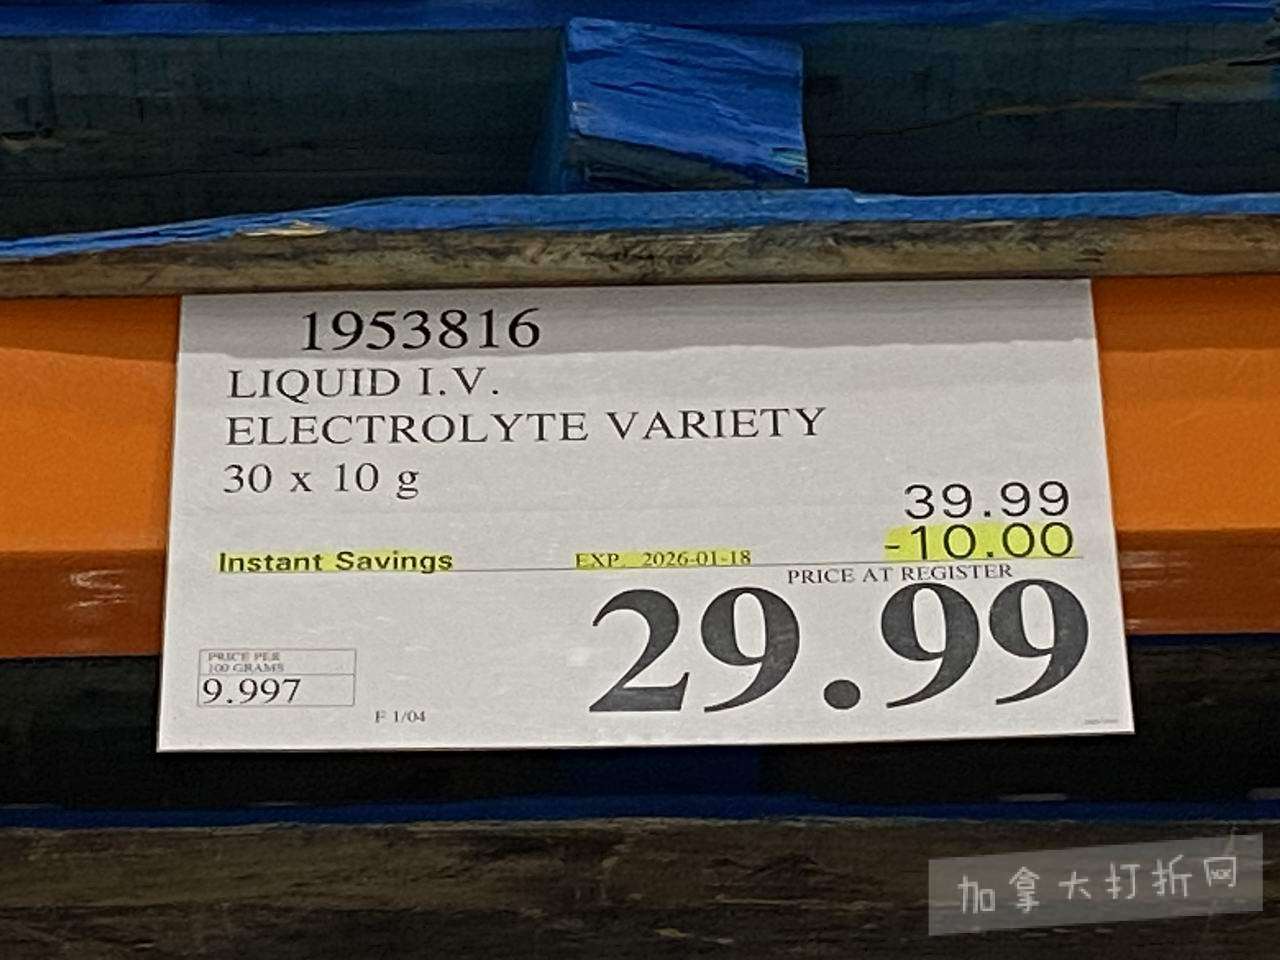 1953816
LIQUID I.V.
ELECTROLYTE VARIETY
30 x 10 g
39.99
Instant Savings EXP. 2026-01-18 -10.00
PRICE AT REGISTER
29.99
PRICE PER
100 GRAMS
9.997
F 1/04
加拿大打折网